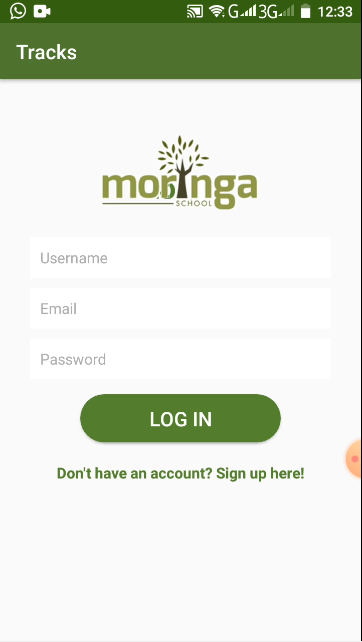 G 3G 12:33
Tracks
moringa
SCHOOL
Username
Email
Password
LOG IN
Don't have an account? Sign up here!